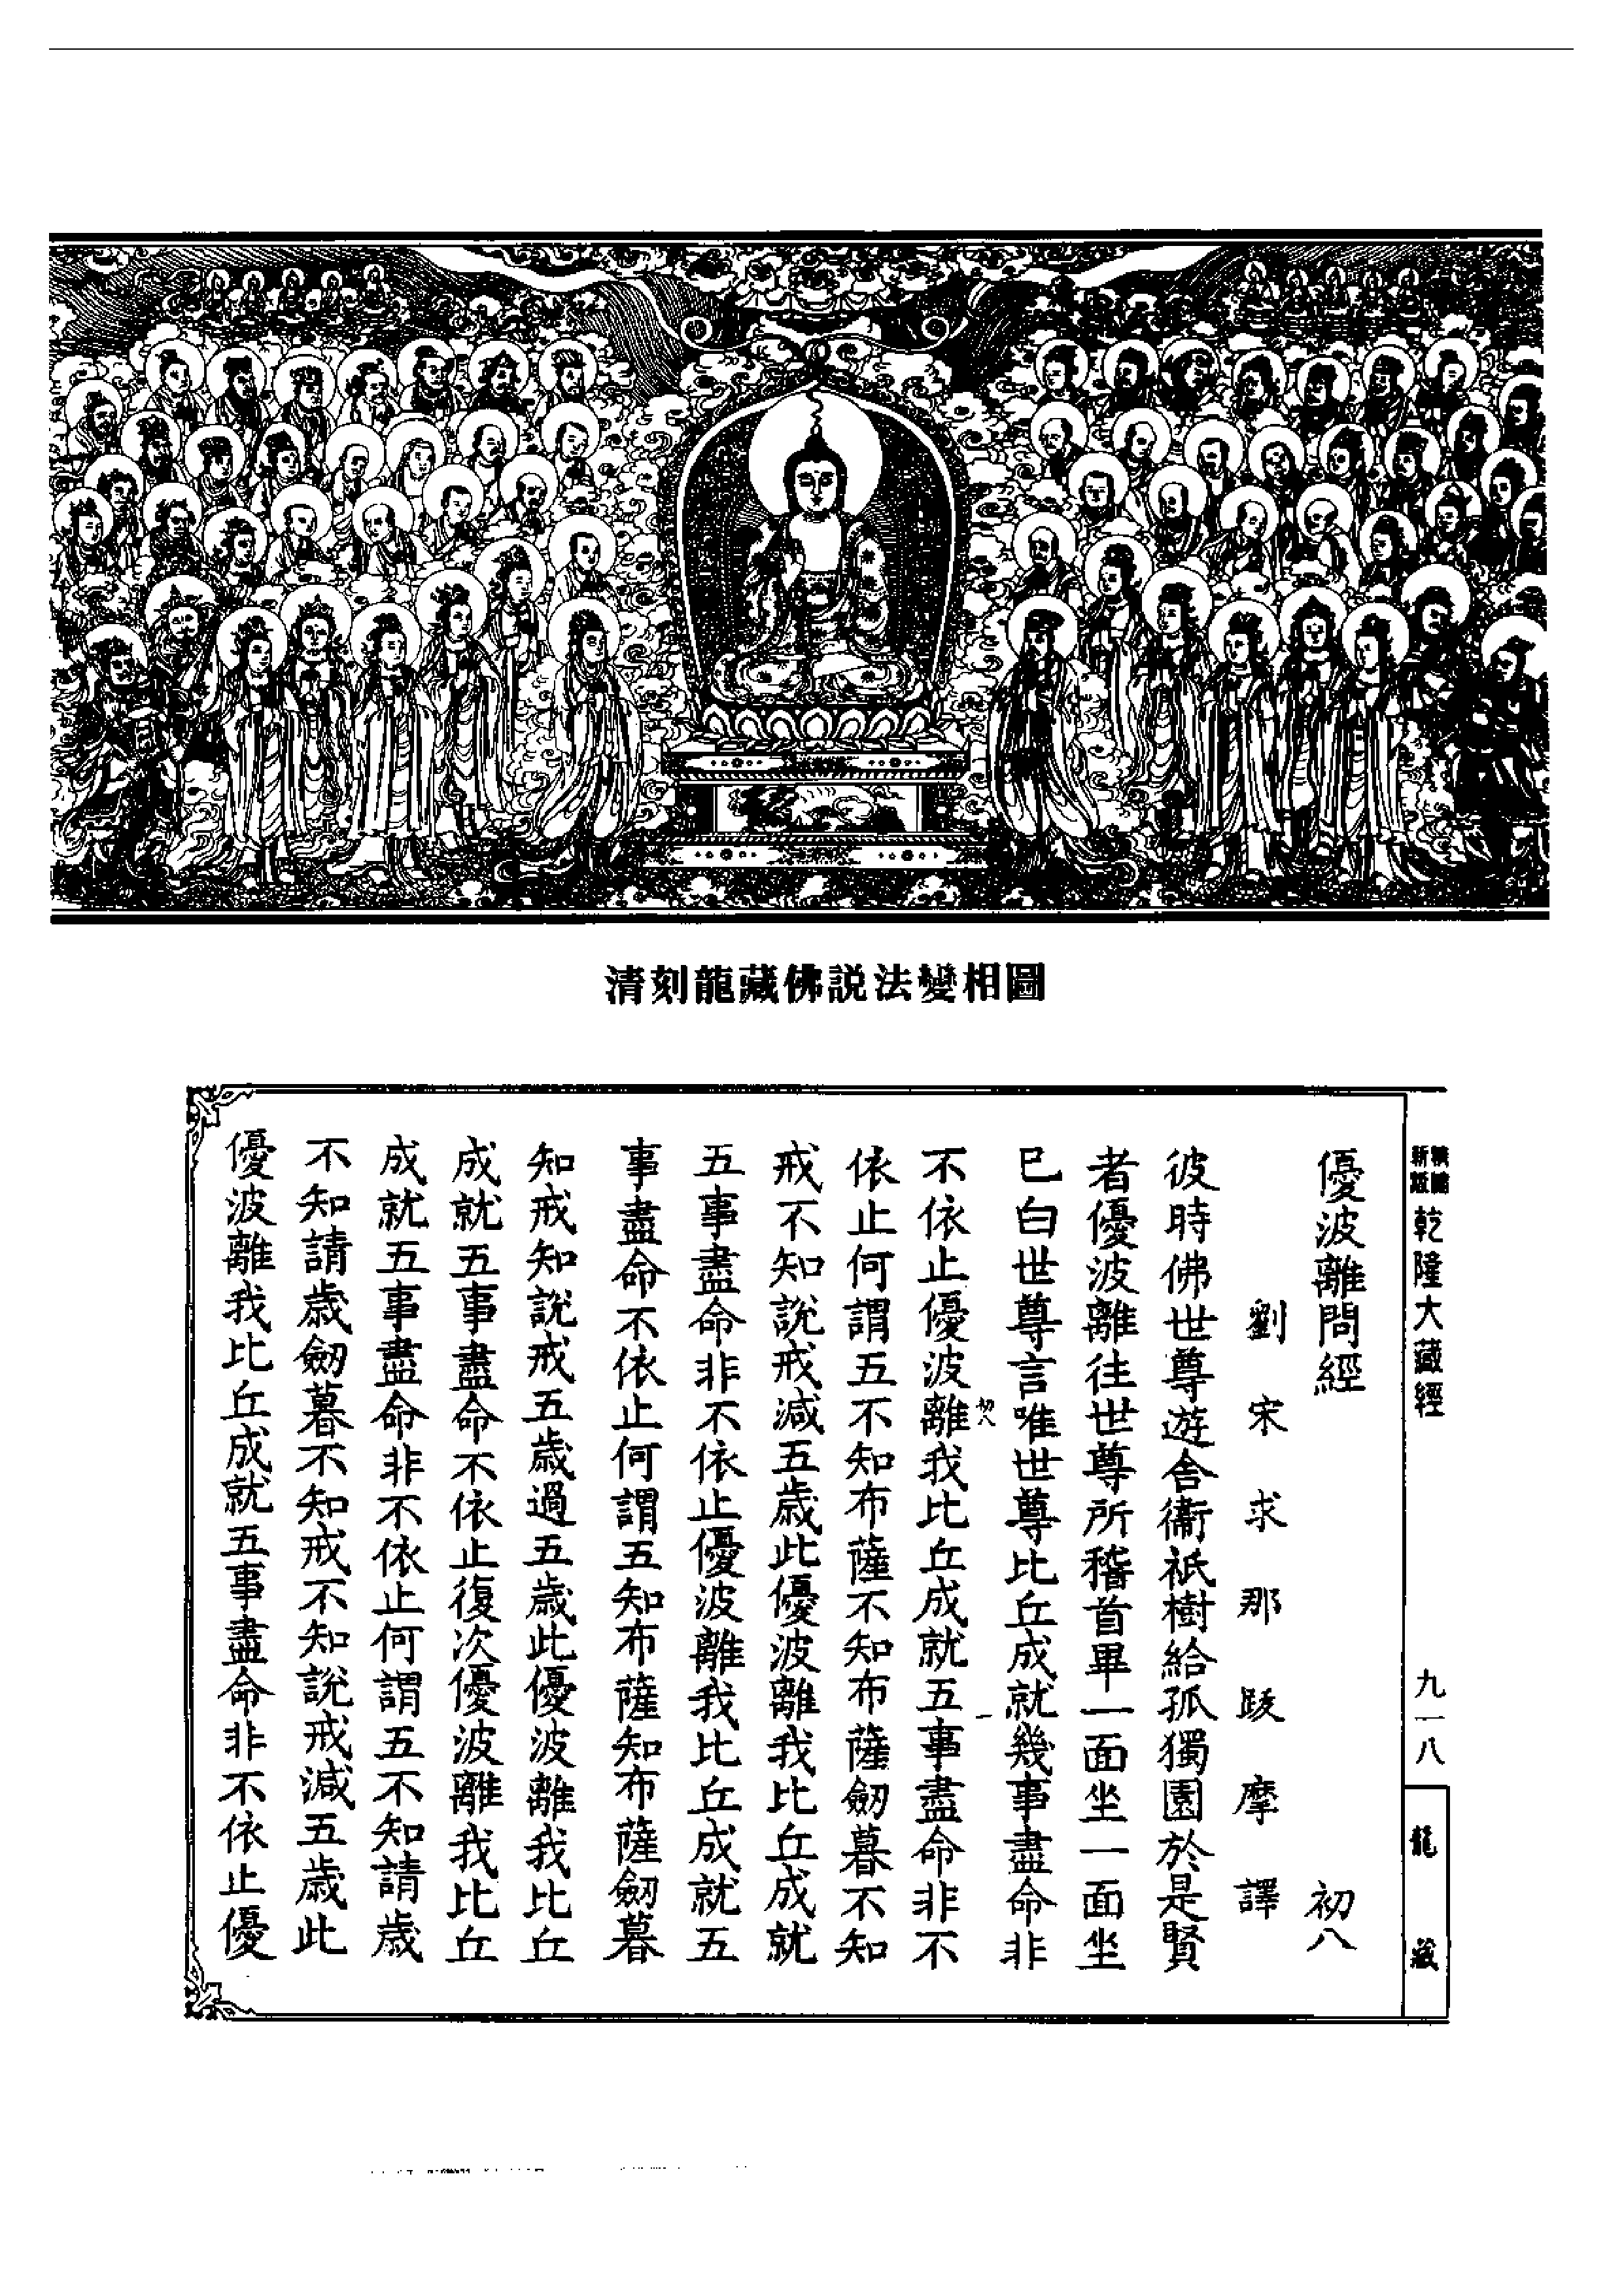 清刻龍藏佛説法變相圖
新
乾隆大藏經
九一八
龍藏
優波離問經 初八
劉宋求那跋摩譯
彼時佛世尊遊舍衞祇樹給孤獨園於是賢
者優波離往世尊所稽首畢一面坐一面坐
已白世尊言唯世尊比丘成就幾事盡命非
初八 一
不依止優波離我比丘成就五事盡命非不
依止何謂五不知布薩不知布薩劒暮不知
戒不知說戒減五歲此優波離我比丘成就
五事盡命非不依止優波離我比丘成就五
事盡命不依止何謂五知布薩知布薩劒暮
知戒知說戒五歲過五歲此優波離我比丘
成就五事盡命不依止復次優波離我比丘
成就五事盡命非不依止何謂五不知請歲
不知請歲劒暮不知戒不知說戒減五歲此
優波離我比丘成就五事盡命非不依止優